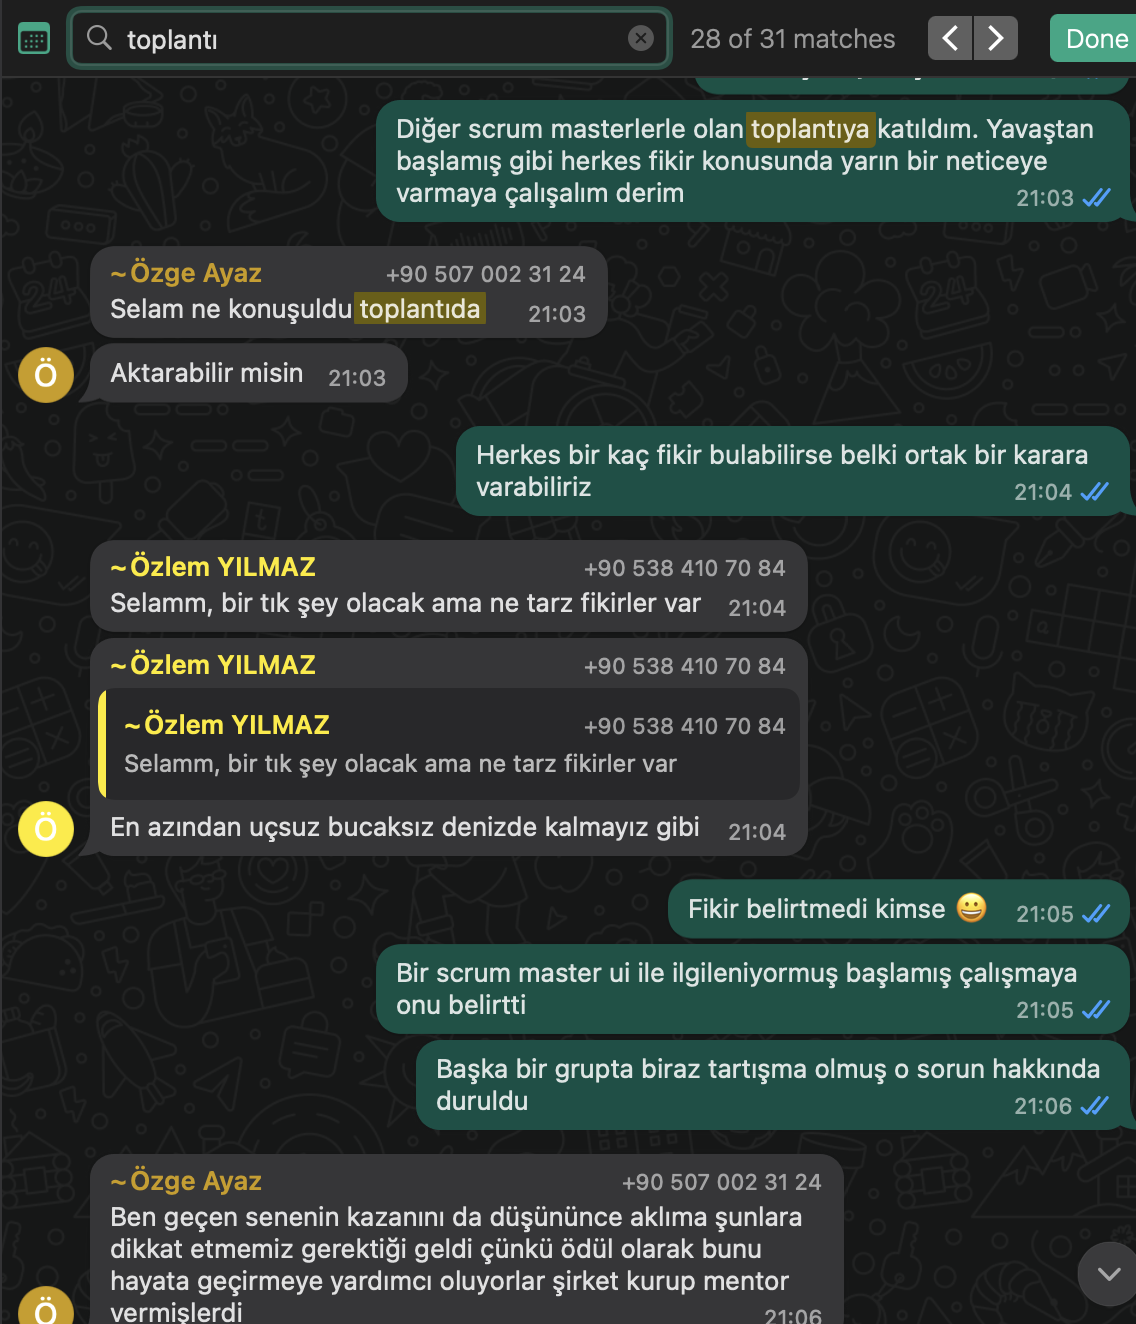 toplantı
28 of 31 matches
Done
Diğer scrum masterlerle olan toplantıya katıldım. Yavaştan
başlamış gibi herkes fikir konusunda yarın bir neticeye
varmaya çalışalım derim
21:03
~Özge Ayaz +90 507 002 31 24
Selam ne konuşuldu toplantıda 21:03
Ö
Aktarabilir misin 21:03
Herkes bir kaç fikir bulabilirse belki ortak bir karara
varabiliriz
21:04
~Özlem YILMAZ +90 538 410 70 84
Selamm, bir tık şey olacak ama ne tarz fikirler var 21:04
~Özlem YILMAZ +90 538 410 70 84
~Özlem YILMAZ +90 538 410 70 84
Selamm, bir tık şey olacak ama ne tarz fikirler var
Ö
En azından uçsuz bucaksız denizde kalmayız gibi 21:04
Fikir belirtmedi kimse 😀 21:05
Bir scrum master ui ile ilgileniyormuş başlamış çalışmaya
onu belirtti
21:05
Başka bir grupta biraz tartışma olmuş o sorun hakkında
duruldu
21:06
~Özge Ayaz +90 507 002 31 24
Ben geçen senenin kazanını da düşününce aklıma şunlara
dikkat etmemiz gerektiği geldi çünkü ödül olarak bunu
hayata geçirmeye yardımcı oluyorlar şirket kurup mentor
vermişlerdi
21:06
Ö